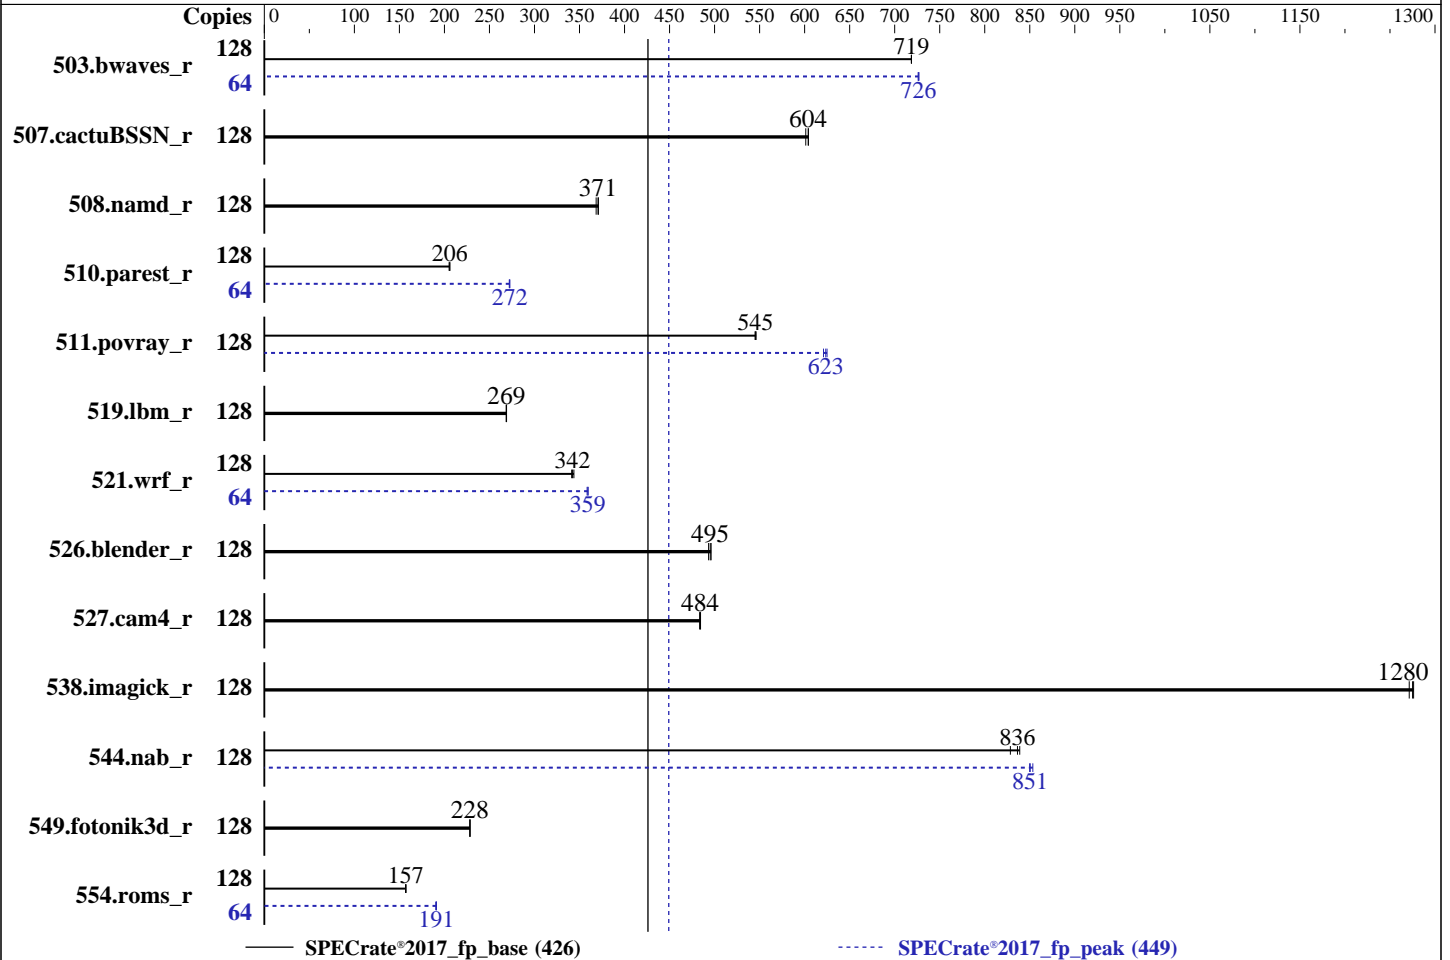 Copies 0 100 150 200 250 300 350 400 450 500 550 600 650 700 750 800 850 900 950 1050 1150 1300
503.bwaves_r 128 719
64 726
507.cactuBSSN_r 128 604
508.namd_r 128 371
510.parest_r 128 206
64 272
511.povray_r 128 545
623
519.lbm_r 128 269
521.wrf_r 128 342
64 359
526.blender_r 128 495
527.cam4_r 128 484
538.imagick_r 128 1280
544.nab_r 128 836
851
549.fotonik3d_r 128 228
554.roms_r 128 157
64 191
SPECrate®2017_fp_base (426) SPECrate®2017_fp_peak (449)